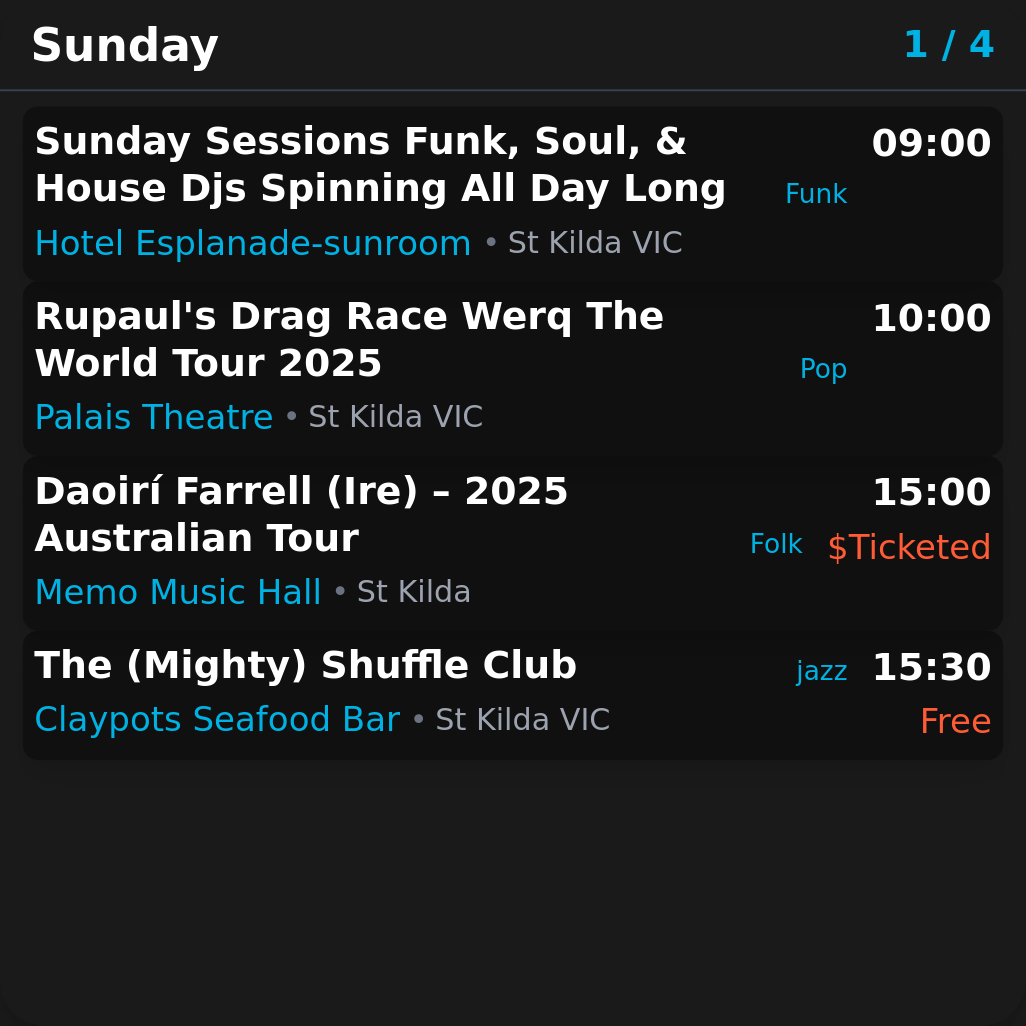 Sunday
1 / 4
Sunday Sessions Funk, Soul, &
House Djs Spinning All Day Long
Funk
09:00
Hotel Esplanade-sunroom • St Kilda VIC
Rupaul's Drag Race Werq The
World Tour 2025
Pop
10:00
Palais Theatre • St Kilda VIC
Daoirí Farrell (Ire) – 2025
Australian Tour
Folk
15:00
$Ticketed
Memo Music Hall • St Kilda
The (Mighty) Shuffle Club
jazz
15:30
Claypots Seafood Bar • St Kilda VIC
Free